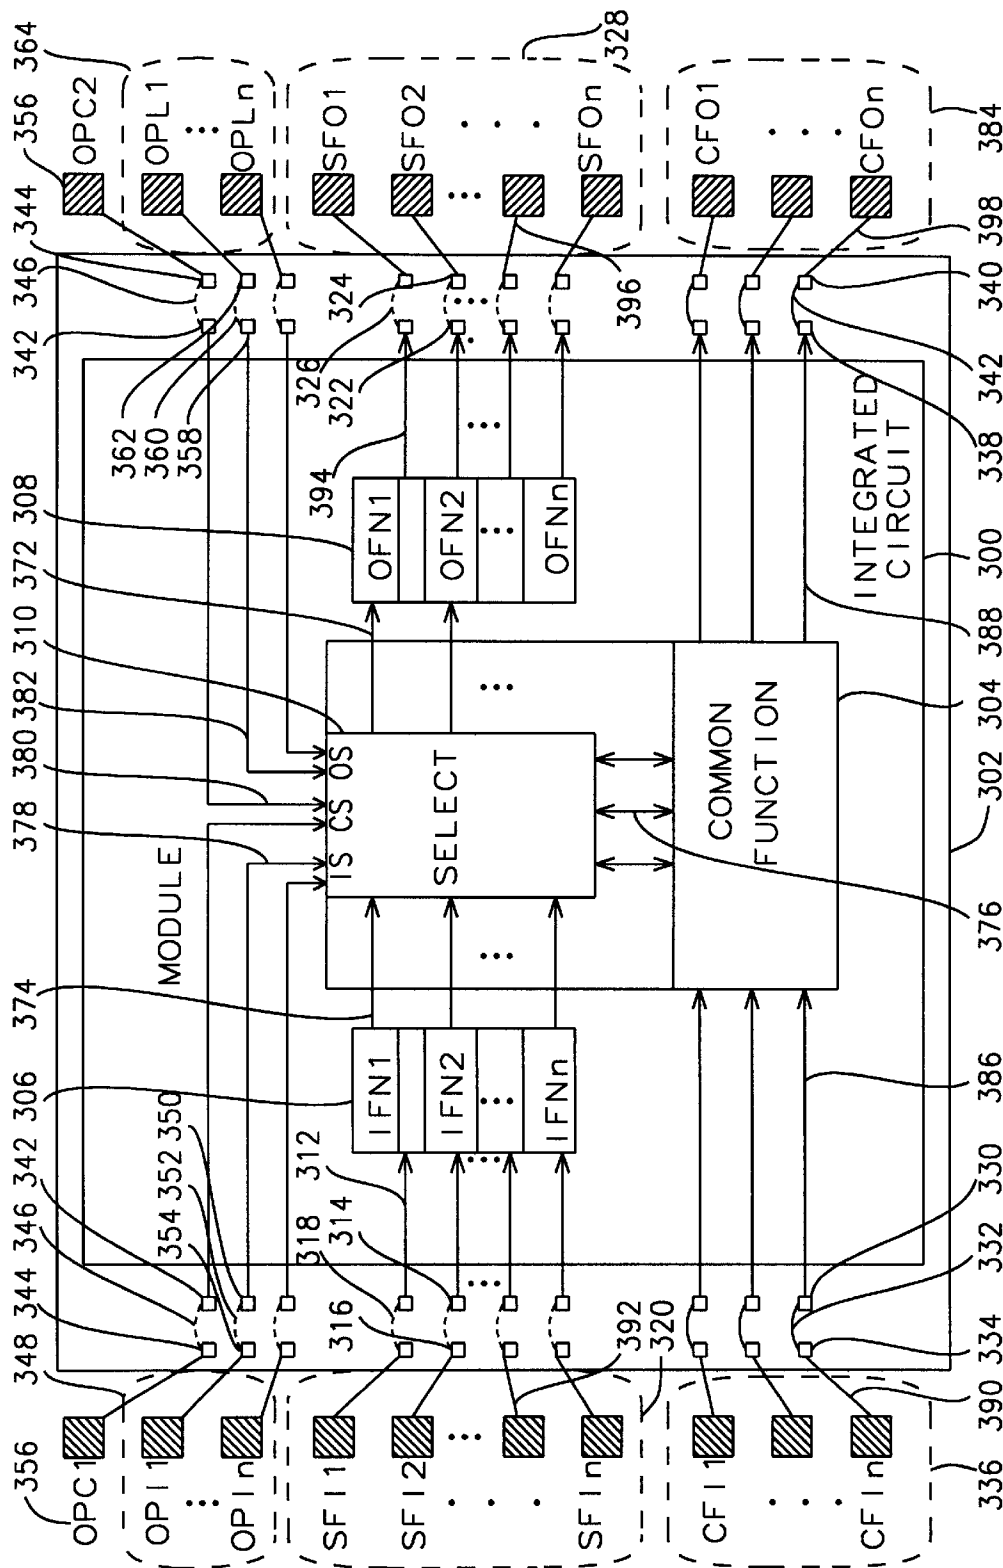 356
364
344
346
342
OPC2
OPL1
OPLn
362
360
358
328
SFO1
SFO2
SFOn
324
326
322
396
394
CFO1
CFOn
384
398
340
342
338
INTEGRATED
CIRCUIT
300
388
304
302
308
372
310
382
380
378
OFN1
OFN2
OFNn
MODULE
IS
CS
OS
SELECT
COMMON
FUNCTION
376
374
306
IFN1
IFN2
IFNn
386
350
352
354
342
346
344
348
356
312
318
314
316
392
320
330
332
334
390
336
OPC1
OPI1
OPIn
SFI1
SFI2
SFIn
CFI1
CFIn